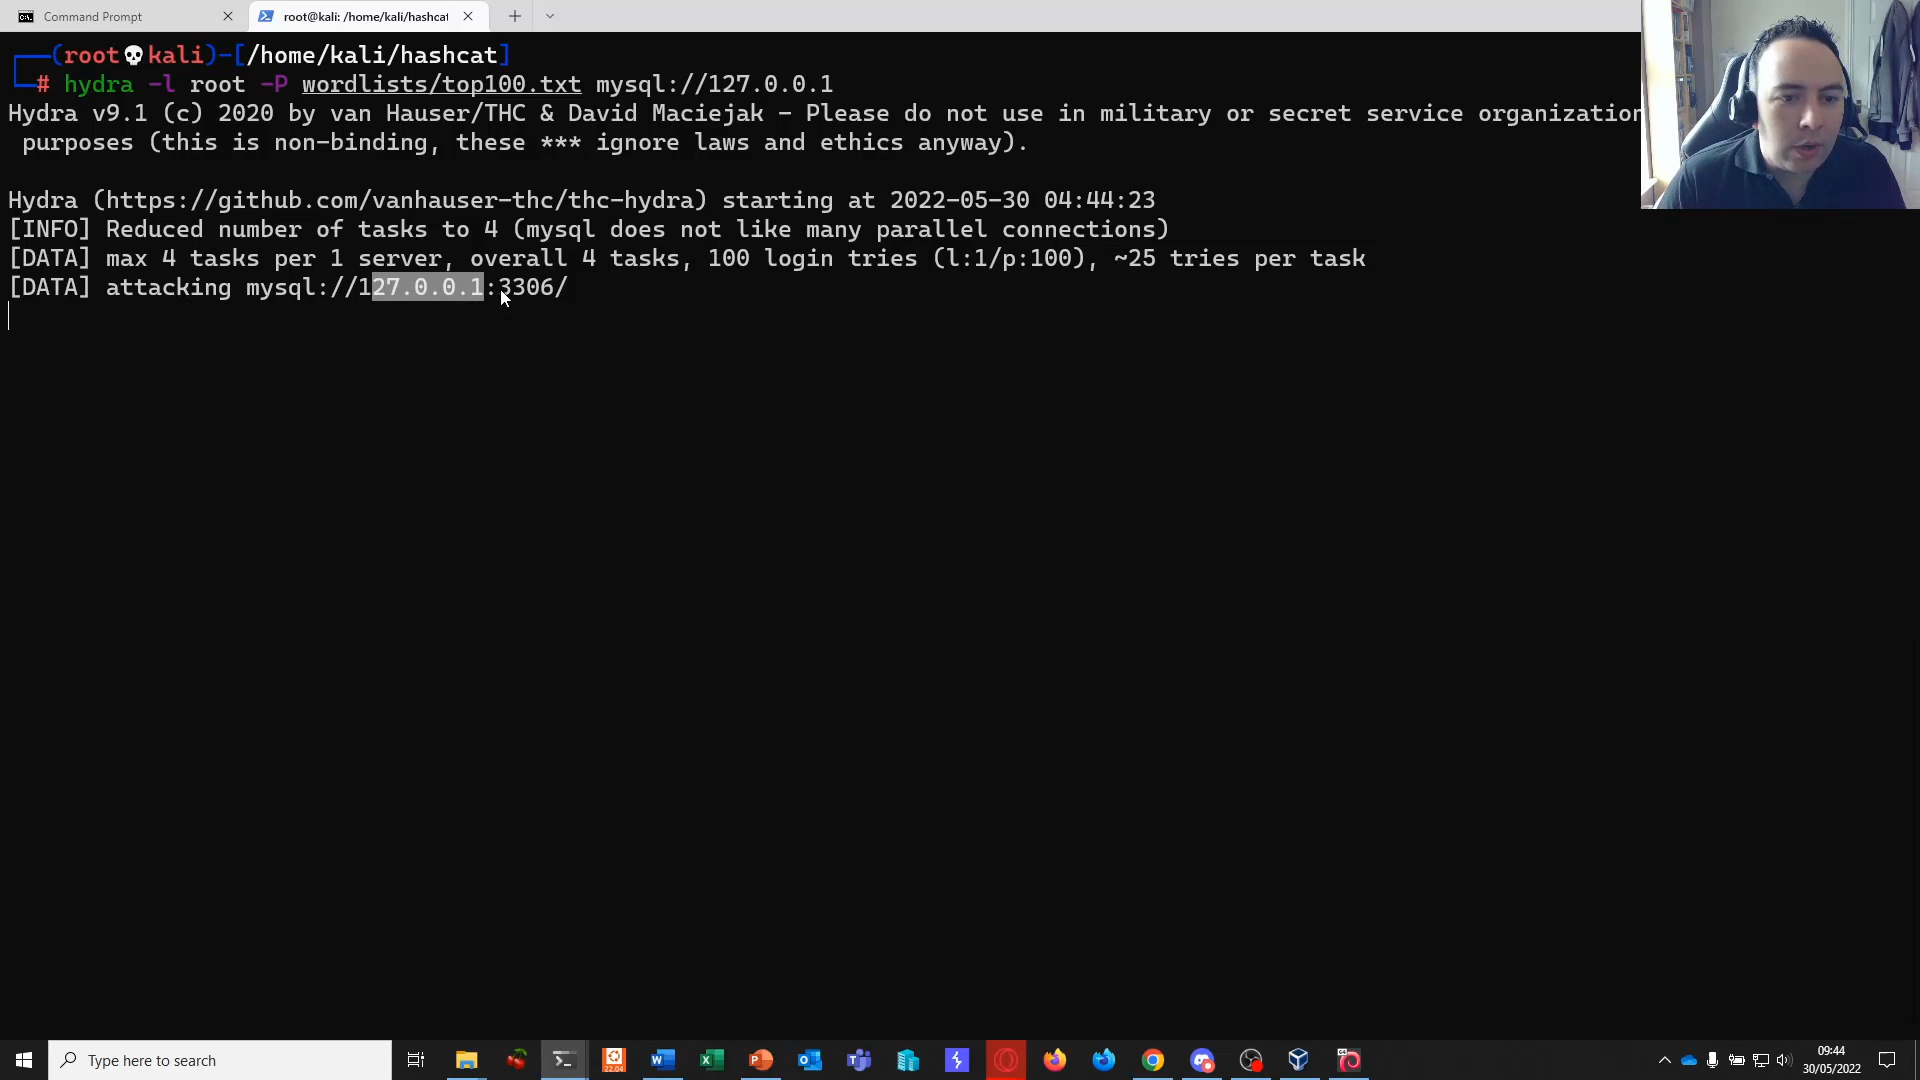 Command Prompt
root@kali: /home/kali/hashcat
(root💀kali)-[/home/kali/hashcat]
# hydra -l root -P wordlists/top100.txt mysql://127.0.0.1
Hydra v9.1 (c) 2020 by van Hauser/THC & David Maciejak - Please do not use in military or secret service organization
purposes (this is non-binding, these *** ignore laws and ethics anyway).
Hydra (https://github.com/vanhauser-thc/thc-hydra) starting at 2022-05-30 04:44:23
[INFO] Reduced number of tasks to 4 (mysql does not like many parallel connections)
[DATA] max 4 tasks per 1 server, overall 4 tasks, 100 login tries (l:1/p:100), ~25 tries per task
[DATA] attacking mysql://127.0.0.1:3306/
Type here to search
22.04
09:44
30/05/2022